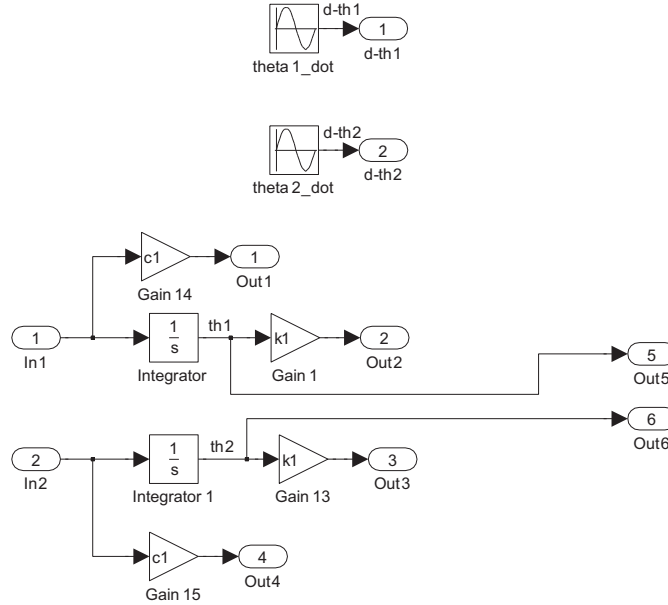 d-th1
1
theta 1_dot
d-th1
d-th2
2
theta 2_dot
d-th2
c1
1
Gain 14
Out1
1
In1
1
s
Integrator
th1
k1
Gain 1
2
Out2
5
Out5
6
Out6
2
In2
1
s
Integrator 1
th2
k1
Gain 13
3
Out3
c1
Gain 15
4
Out4